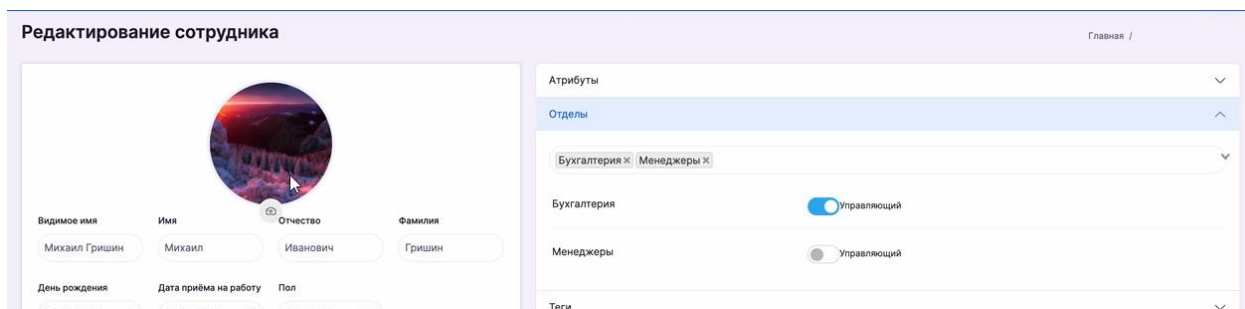 Редактирование сотрудника
Главная /
Атрибуты
Отделы
Бухгалтерия × Менеджеры ×
Бухгалтерия Управляющий
Менеджеры Управляющий
Теги
Видимое имя Имя Отчество Фамилия
Михаил Гришин Михаил Иванович Гришин
День рождения Дата приёма на работу Пол